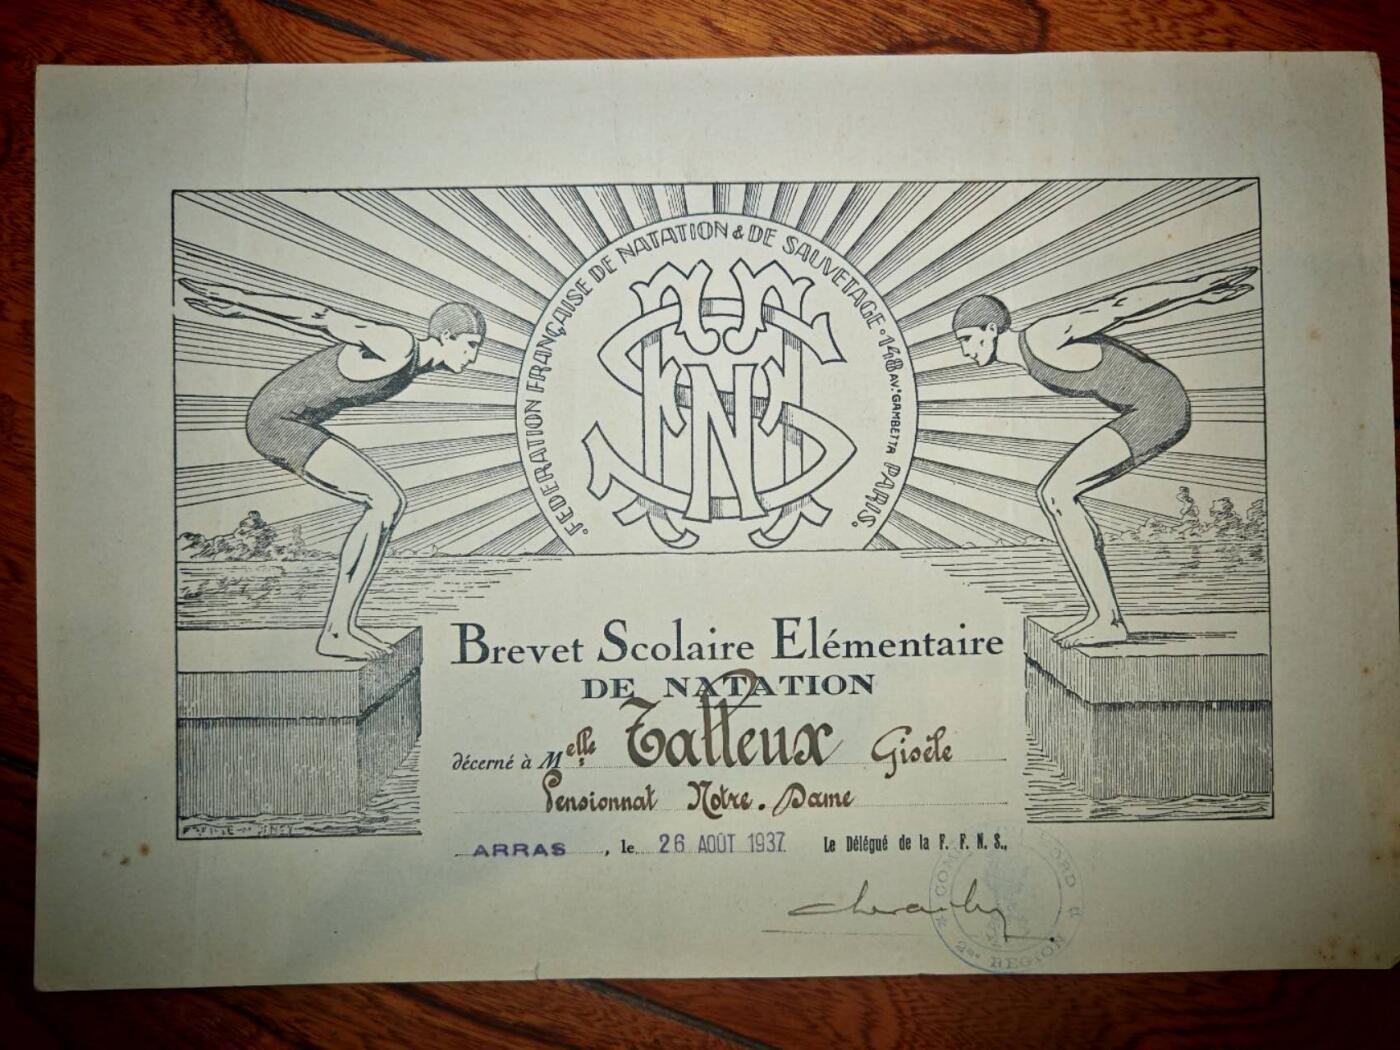 . FEDERATION FRANÇAISE DE NATATION & DE SAUVETAGE · 148 AV. GAMBETTA PARIS.
Brevet Scolaire Elémentaire
DE NATATION
décerné à Melle Talleux Gisèle
Pensionnat Notre. Dame
ARRAS, le 26 AOÛT 1937 Le Délégué de la F. F. N. S.,
2me REGION